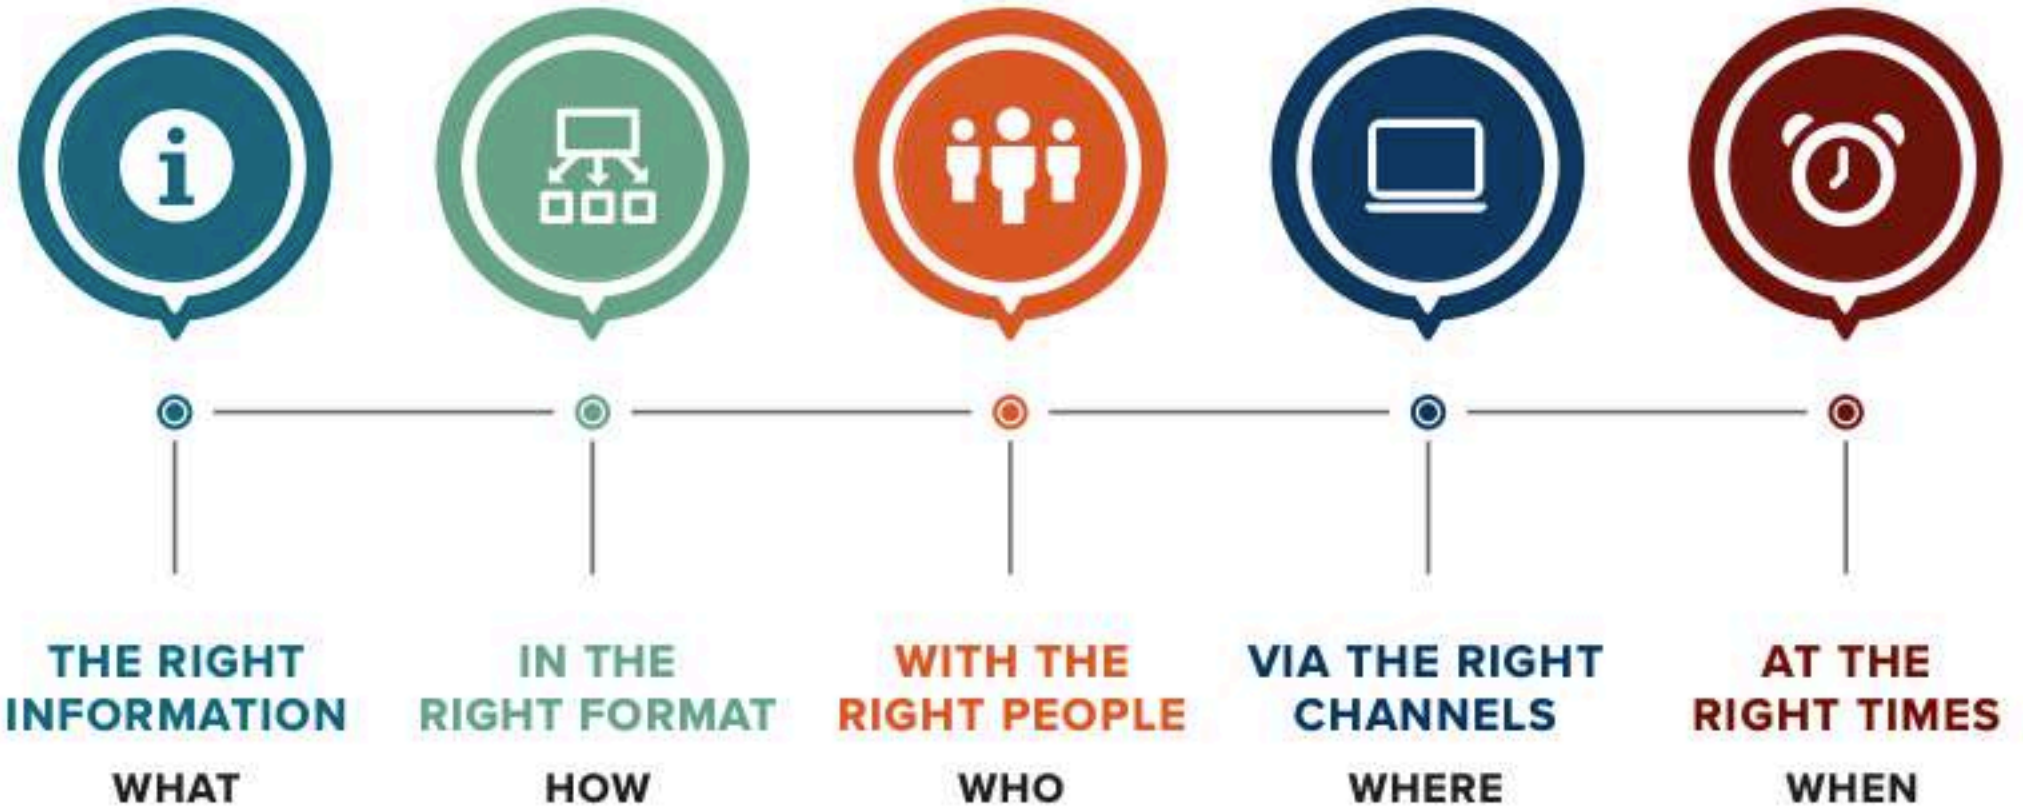 THE RIGHT
INFORMATION
WHAT
IN THE
RIGHT FORMAT
HOW
WITH THE
RIGHT PEOPLE
WHO
VIA THE RIGHT
CHANNELS
WHERE
AT THE
RIGHT TIMES
WHEN